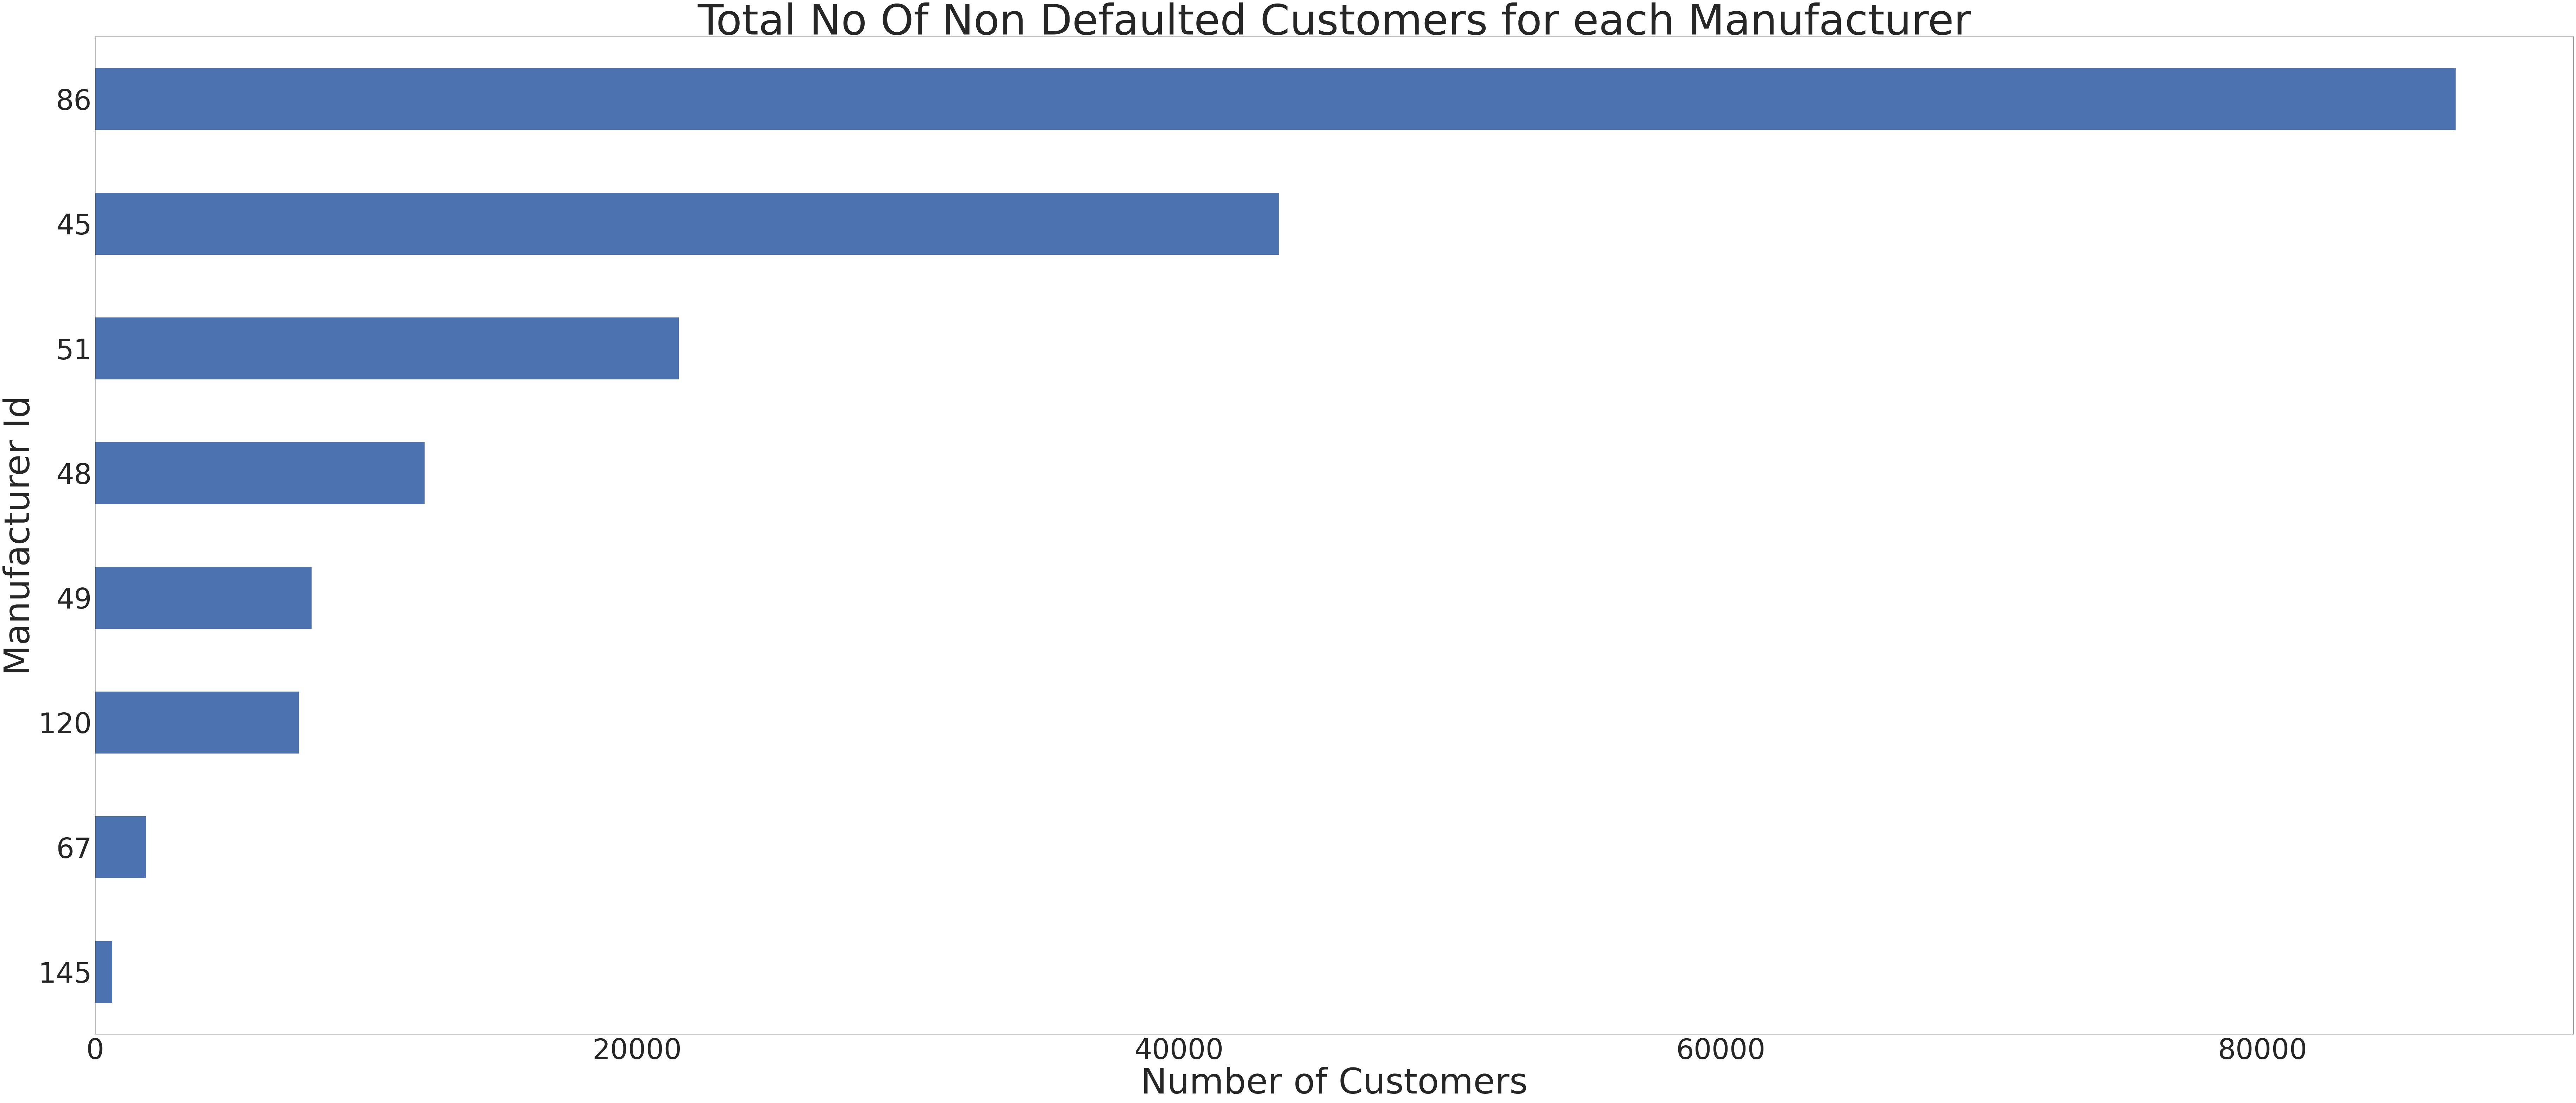 Total No Of Non Defaulted Customers for each Manufacturer
Manufacturer Id
86
45
51
48
49
120
67
145
0 20000 40000 60000 80000
Number of Customers